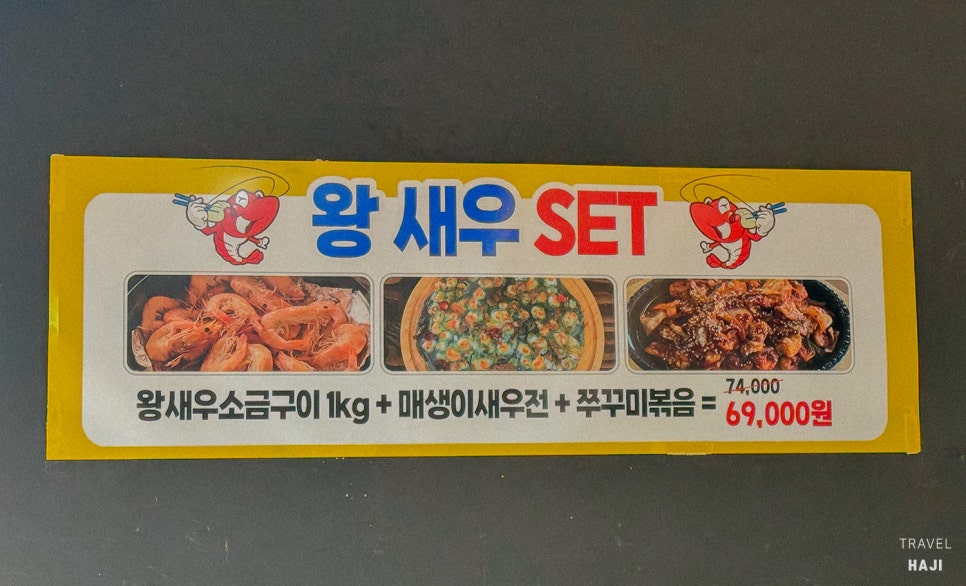 왕 새우 SET
왕새우소금구이 1kg + 매생이새우전 + 쭈꾸미볶음 = 74,000
69,000원
TRAVEL
HAJI